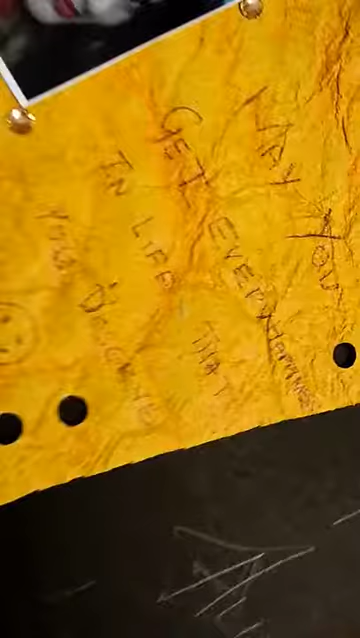 MAY YOU
GET EVERYTHING
IN LIFE THAT
YOU DESERVE